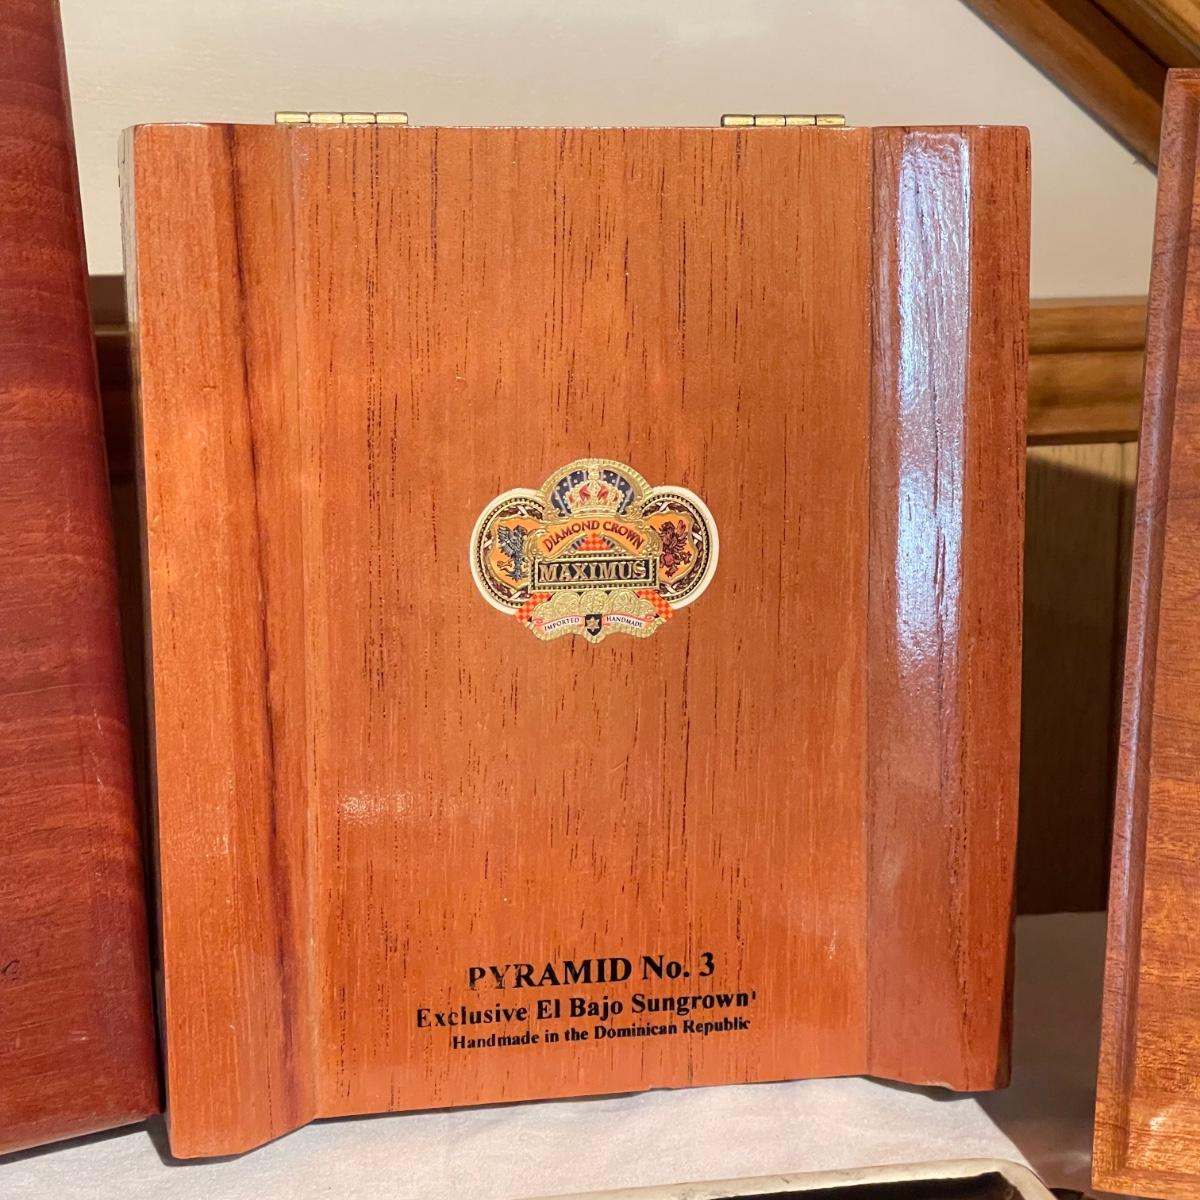 DIAMOND CROWN
MAXIMUS
IMPORTED HANDMADE
PYRAMID No. 3
Exclusive El Bajo Sungrown
Handmade in the Dominican Republic